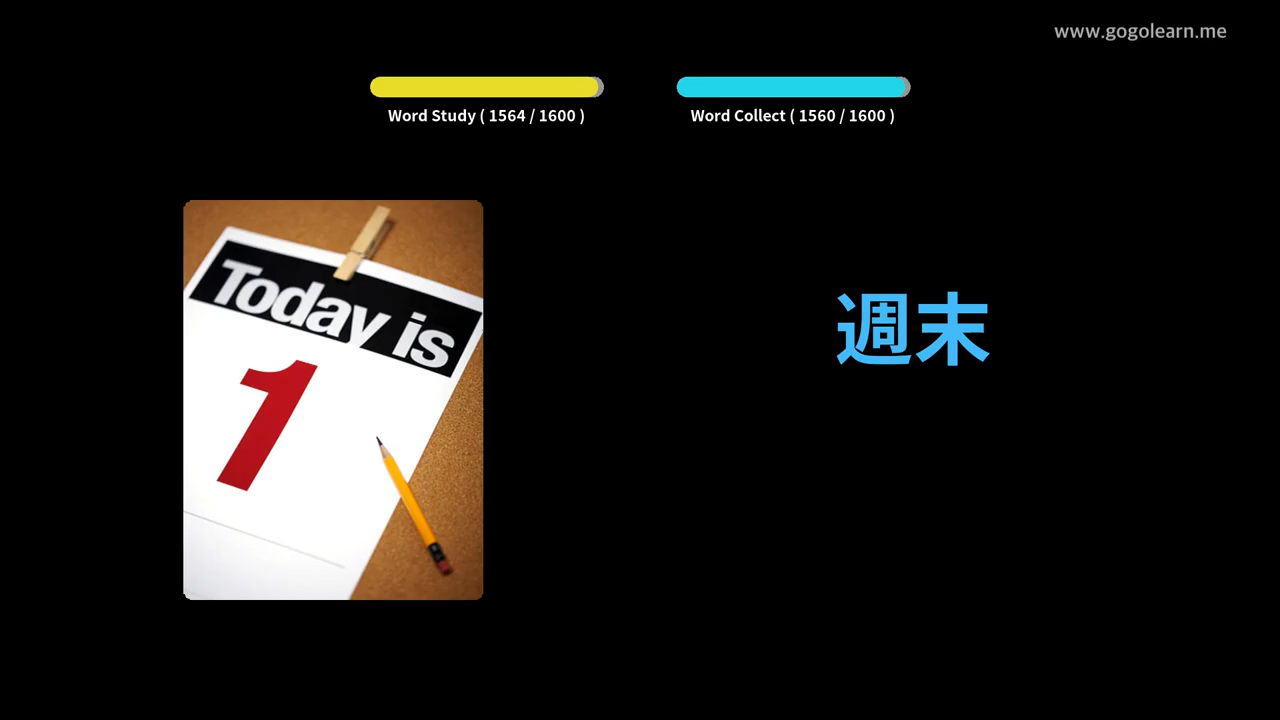 www.gogolearn.me
Word Study ( 1564 / 1600 )
Word Collect ( 1560 / 1600 )
Today is
1
週末